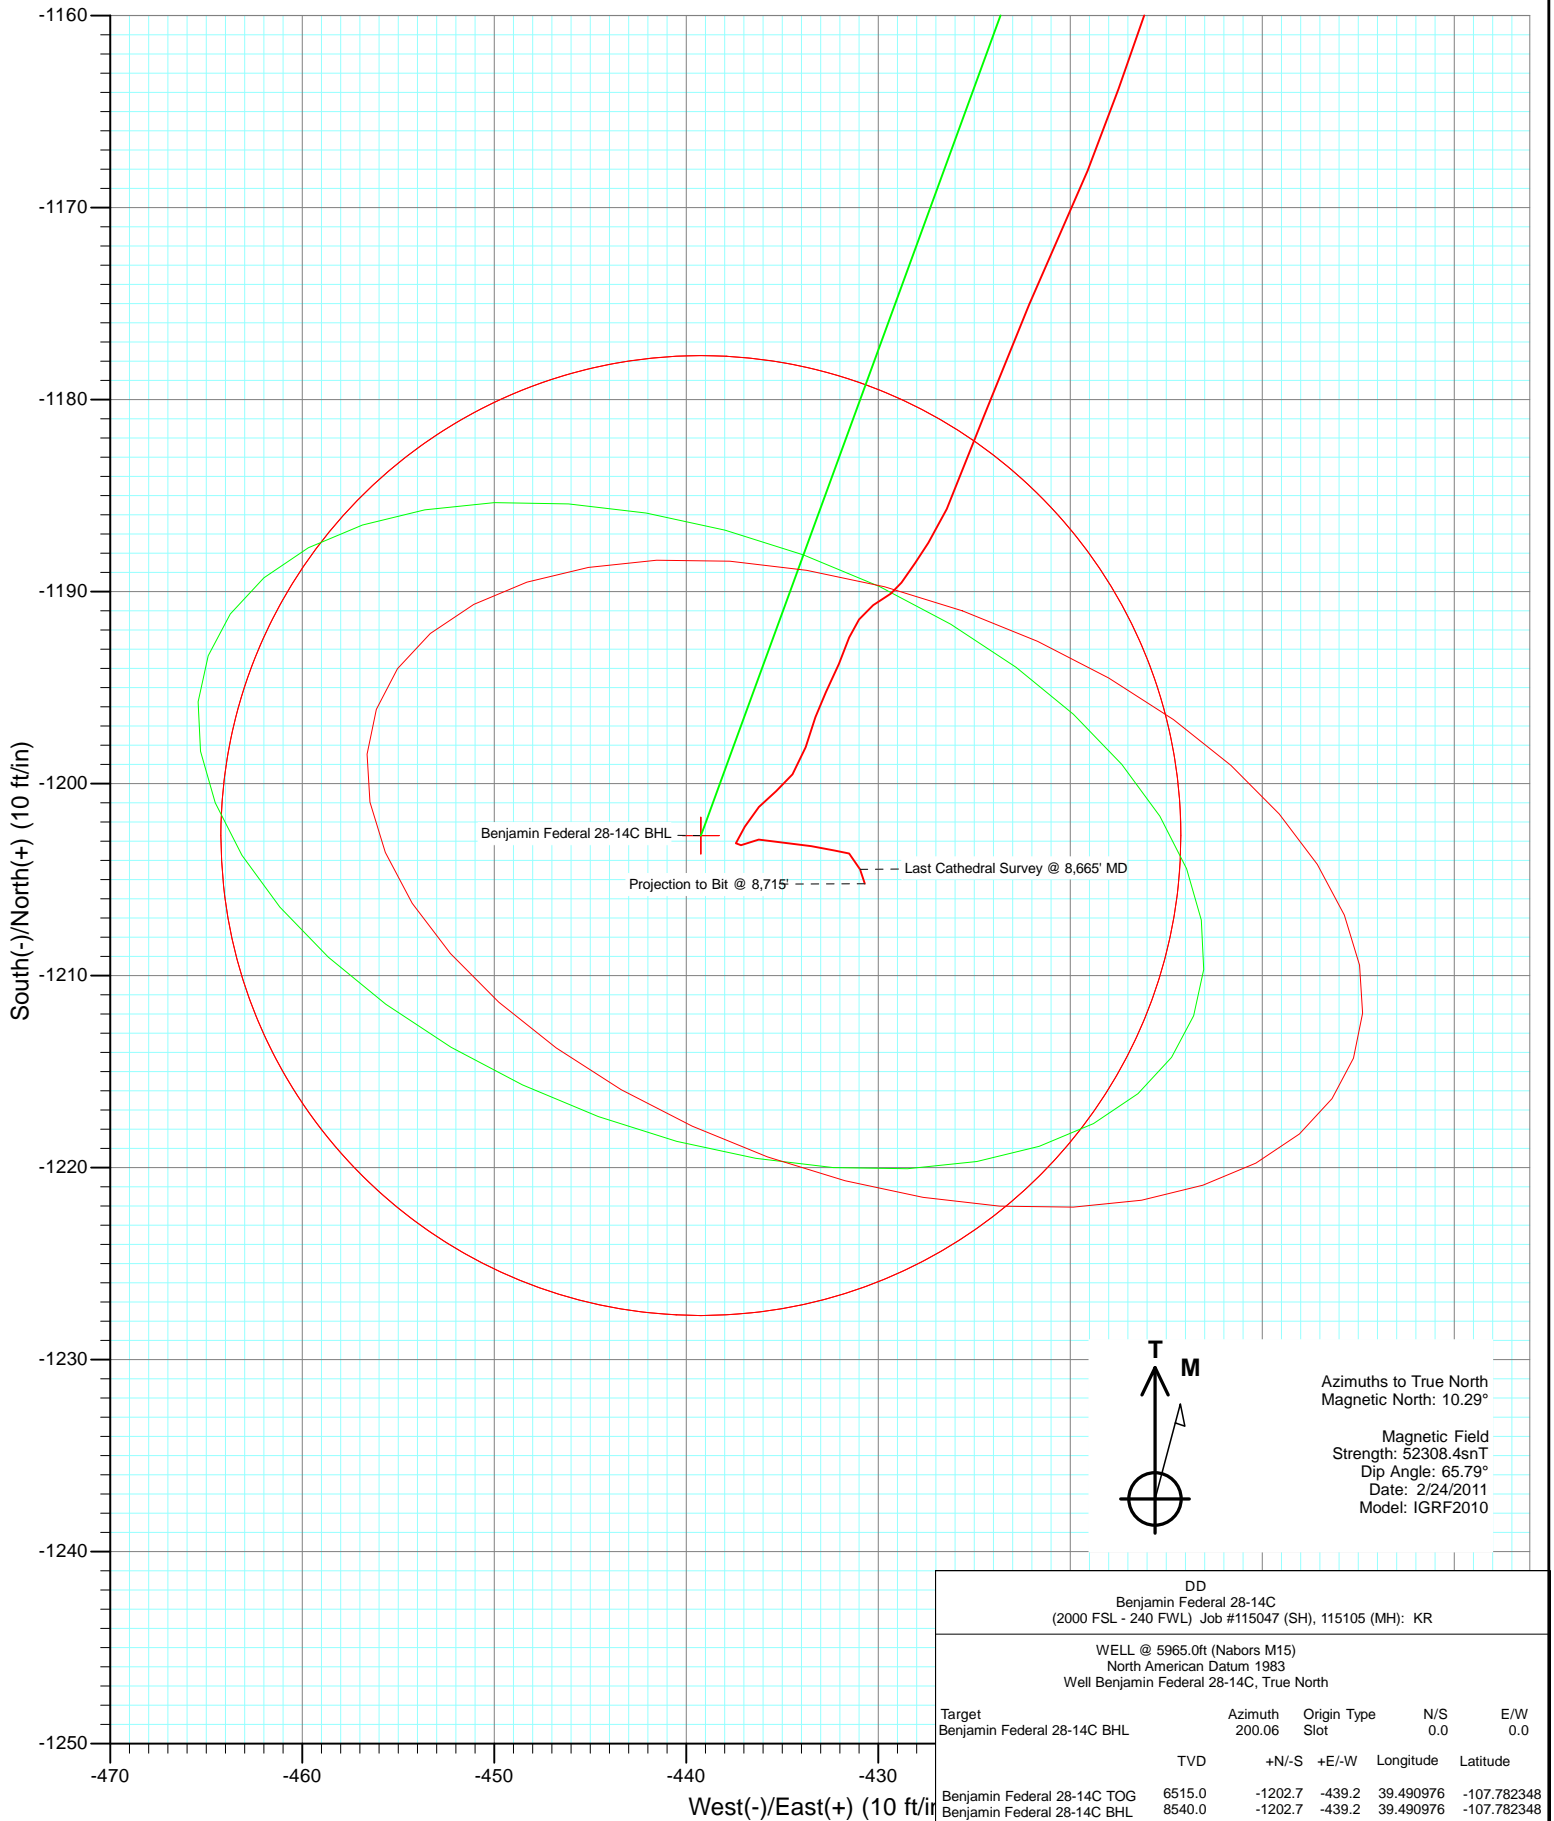 -1160
-1170
-1180
-1190
-1200
-1210
-1220
-1230
-1240
-1250
South(-)/North(+) (10 ft/in)
Benjamin Federal 28-14C BHL
Last Cathedral Survey @ 8,665' MD
Projection to Bit @ 8,715'
T
M
Azimuths to True North
Magnetic North: 10.29°
Magnetic Field
Strength: 52308.4snT
Dip Angle: 65.79°
Date: 2/24/2011
Model: IGRF2010
-470
-460
-450
-440
-430
West(-)/East(+) (10 ft/in
DD
Benjamin Federal 28-14C
(2000 FSL - 240 FWL) Job #115047 (SH), 115105 (MH): KR
WELL @ 5965.0ft (Nabors M15)
North American Datum 1983
Well Benjamin Federal 28-14C, True North
Target Azimuth Origin Type N/S E/W
Benjamin Federal 28-14C BHL 200.06 Slot 0.0 0.0
TVD +N/-S +E/-W Longitude Latitude
Benjamin Federal 28-14C TOG 6515.0 -1202.7 -439.2 39.490976 -107.782348
Benjamin Federal 28-14C BHL 8540.0 -1202.7 -439.2 39.490976 -107.782348